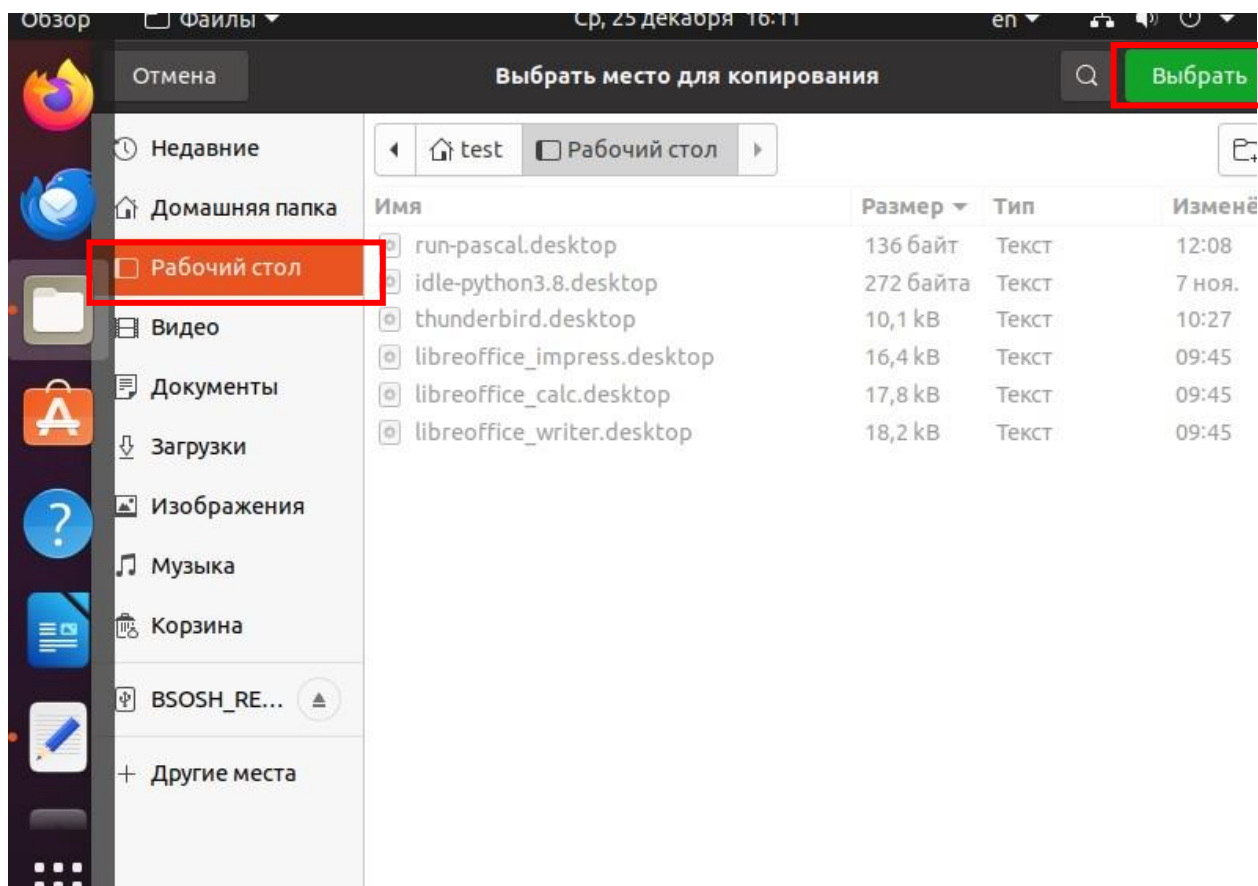 Обзор Файлы Ср, 25 декабря 16:11 en
Отмена Выбрать место для копирования Выбрать
Недавние
Домашняя папка
Рабочий стол
Видео
Документы
Загрузки
Изображения
Музыка
Корзина
BSOSH_RE...
+ Другие места
test Рабочий стол
Имя Размер Тип Изменё
run-pascal.desktop 136 байт Текст 12:08
idle-python3.8.desktop 272 байта Текст 7 ноя.
thunderbird.desktop 10,1 kB Текст 10:27
libreoffice_impress.desktop 16,4 kB Текст 09:45
libreoffice_calc.desktop 17,8 kB Текст 09:45
libreoffice_writer.desktop 18,2 kB Текст 09:45